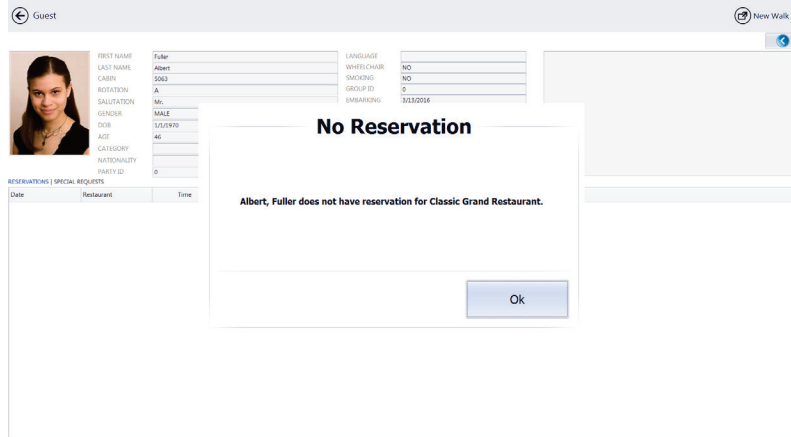 Guest
New Walk
FIRST NAME Fuller LANGUAGE
LAST NAME Albert WHEELCHAIR NO
CABIN 5063 SMOKING NO
ROTATION A GROUP ID 0
SALUTATION Mr. EMBARKING 3/13/2016
GENDER MALE
DOB 1/1/1970
AGE 46
CATEGORY
NATIONALITY
PARTY ID 0
RESERVATIONS | SPECIAL REQUESTS
Date Restaurant Time
No Reservation
Albert, Fuller does not have reservation for Classic Grand Restaurant.
Ok